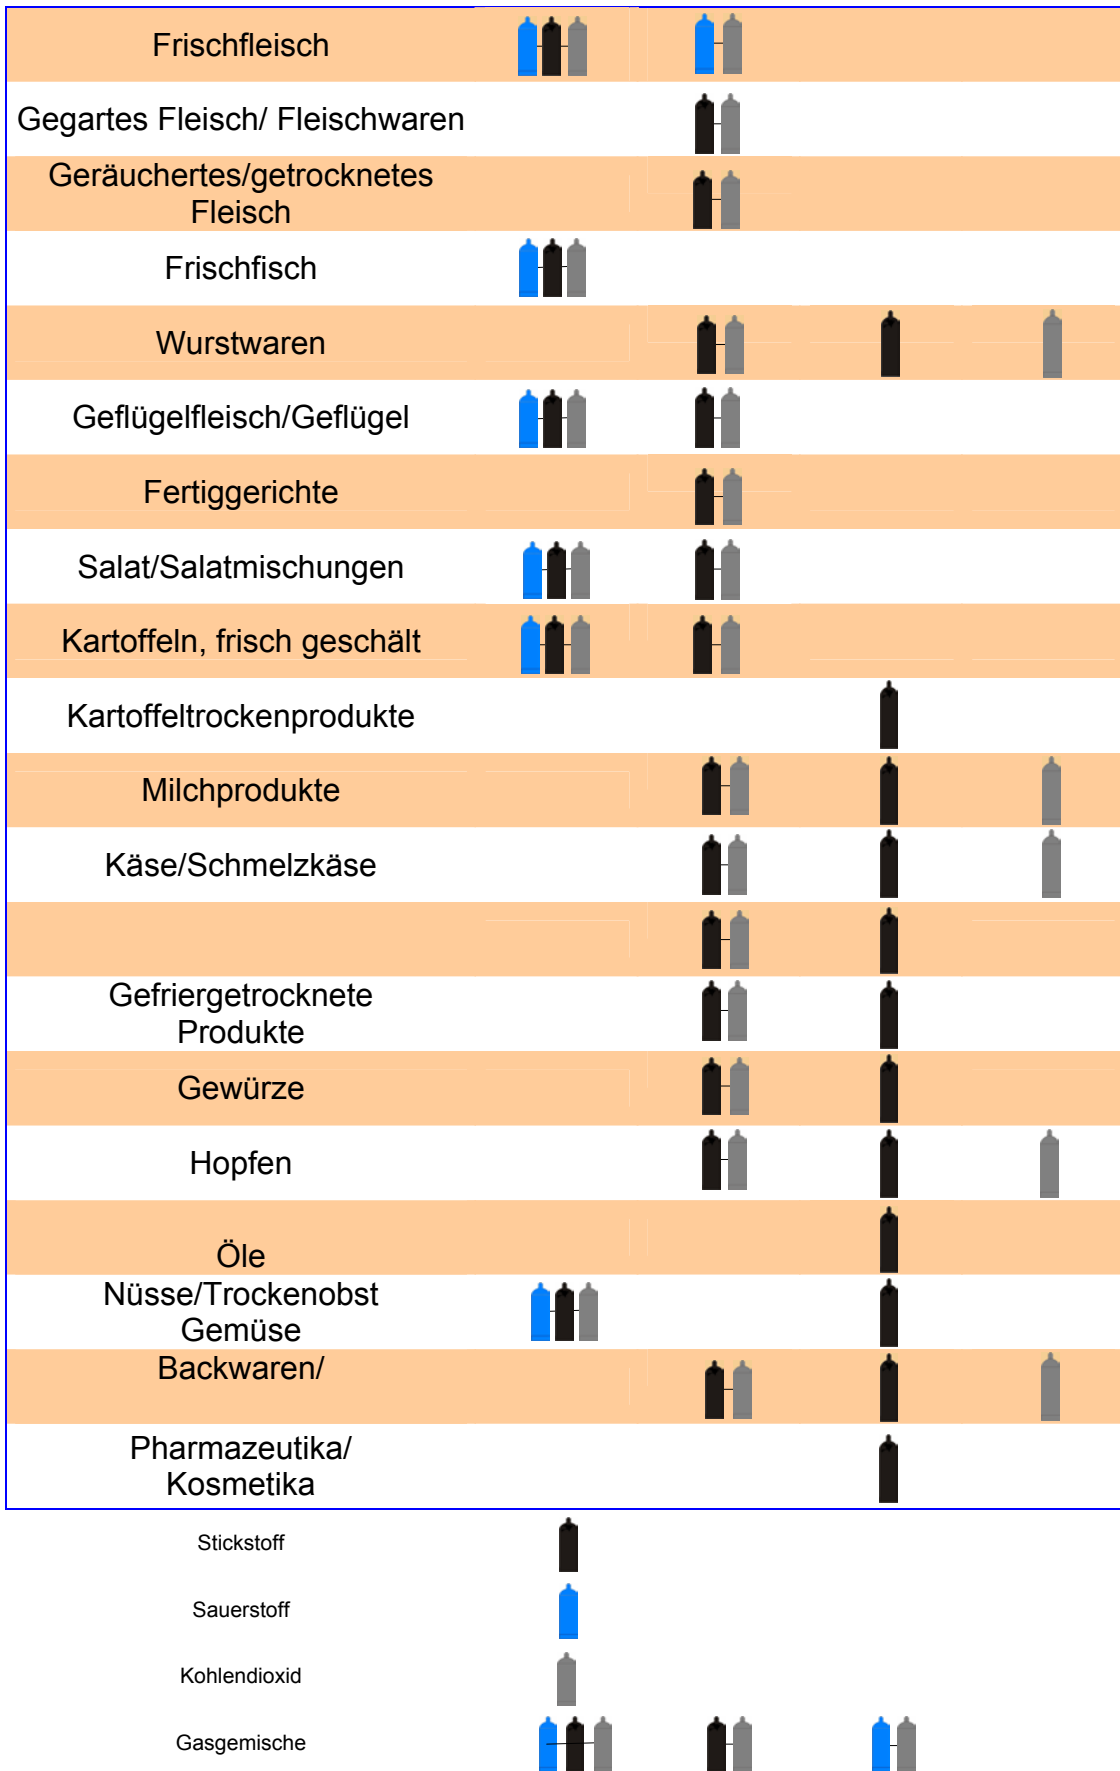 Frischfleisch
Gegartes Fleisch/ Fleischwaren
Geräuchertes/getrocknetes
Fleisch
Frischfisch
Wurstwaren
Geflügelfleisch/Geflügel
Fertiggerichte
Salat/Salatmischungen
Kartoffeln, frisch geschält
Kartoffeltrockenprodukte
Milchprodukte
Käse/Schmelzkäse
Gefriergetrocknete
Produkte
Gewürze
Hopfen
Öle
Nüsse/Trockenobst
Gemüse
Backwaren/
Pharmazeutika/
Kosmetika
Stickstoff
Sauerstoff
Kohlendioxid
Gasgemische